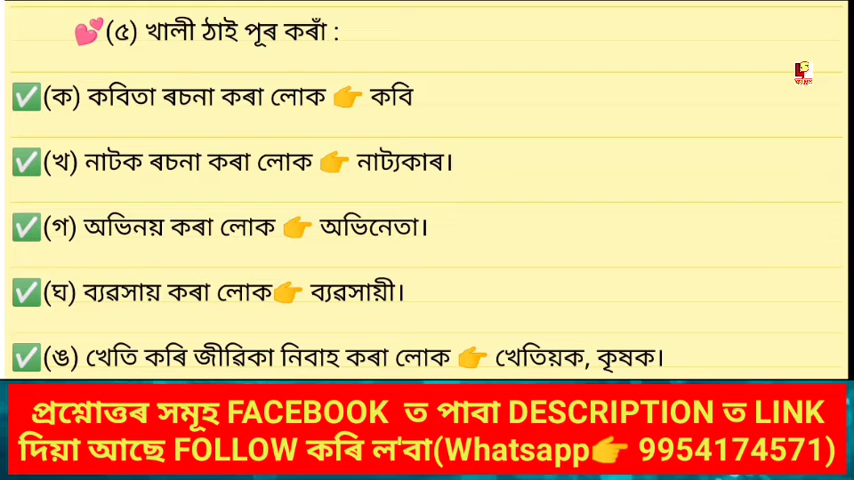 💕(৫) খালী ঠাই পূৰ কৰাঁ :
✅(ক) কবিতা ৰচনা কৰা লোক 👉 কবি
✅(খ) নাটক ৰচনা কৰা লোক 👉 নাট্যকাৰ।
✅(গ) অভিনয় কৰা লোক 👉 অভিনেতা।
✅(ঘ) ব্যৱসায় কৰা লোক👉 ব্যৱসায়ী।
✅(ঙ) খেতি কৰি জীৱিকা নিবাহ কৰা লোক 👉 খেতিয়ক, কৃষক।
প্ৰশ্নোত্তৰ সমূহ FACEBOOK ত পাবা DESCRIPTION ত LINK
দিয়া আছে FOLLOW কৰি ল'বা(Whatsapp👉 9954174571)